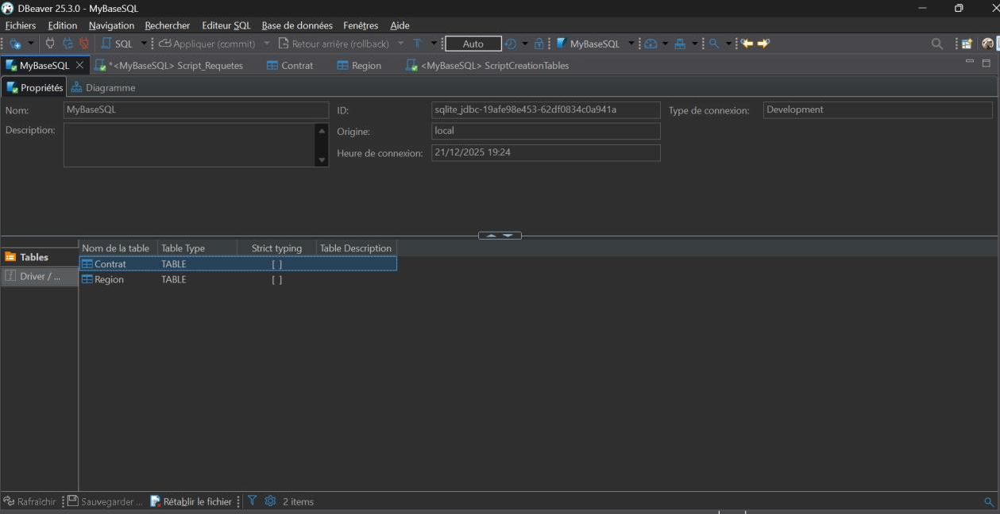 DBeaver 25.3.0 - MyBaseSQL
Fichiers Edition Navigation Rechercher Editeur SQL Base de données Fenêtres Aide
SQL Appliquer (commit) Retour arrière (rollback) T Auto MyBaseSQL
MyBaseSQL *<MyBaseSQL> Script_Requetes Contrat Region <MyBaseSQL> ScriptCreationTables
Propriétés Diagramme
Nom: MyBaseSQL ID: sqlite_jdbc-19afe98e453-62df0834c0a941a Type de connexion: Development
Description: Origine: local
Heure de connexion: 21/12/2025 19:24
Nom de la table Table Type Strict typing Table Description
Tables
Contrat TABLE [ ]
Driver / ...
Region TABLE [ ]
Rafraîchir Sauvegarder ... Rétablir le fichier 2 items